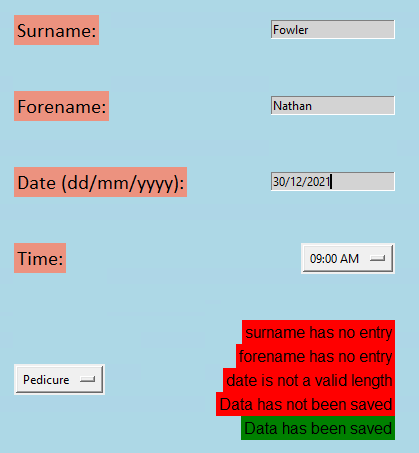 Surname:
Fowler
Forename:
Nathan
Date (dd/mm/yyyy):
30/12/2021
Time:
09:00 AM
surname has no entry
forename has no entry
date is not a valid length
Pedicure
Data has not been saved
Data has been saved